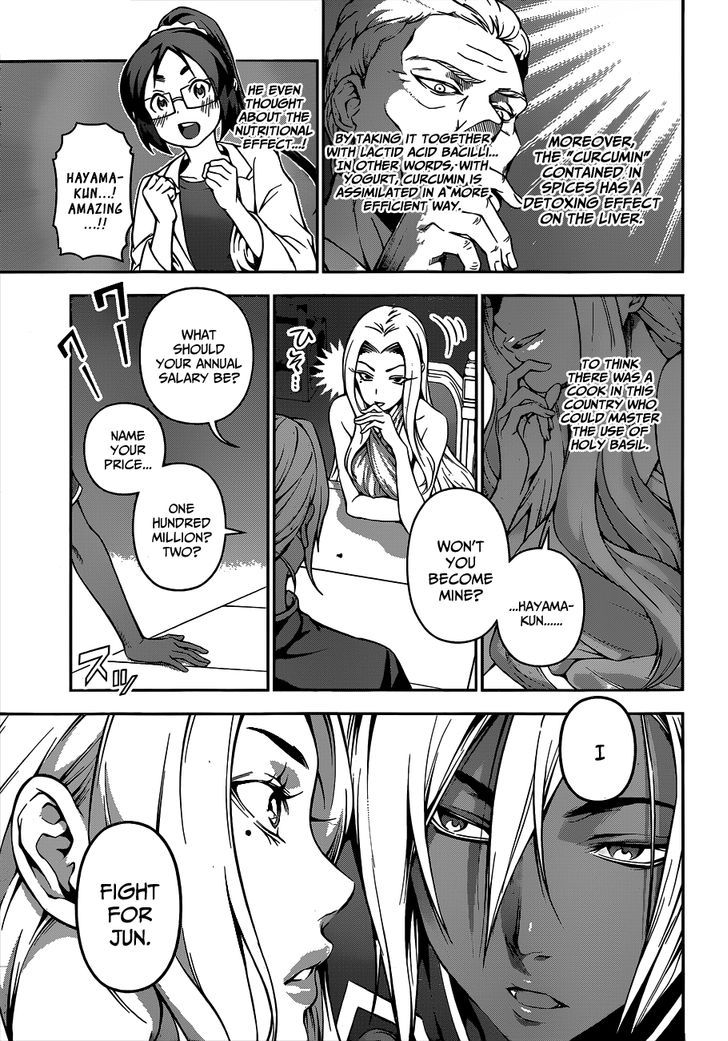 MOREOVER,
THE "CURCUMIN"
CONTAINED IN
SPICES HAS A
DETOXING EFFECT
ON THE LIVER.
BY TAKING IT TOGETHER
WITH LACTID ACID BACILLI...
IN OTHER WORDS, WITH
YOGURT, CURCUMIN IS
ASSIMILATED IN A MORE
EFFICIENT WAY.
HE EVEN
THOUGHT
ABOUT THE
NUTRITIONAL
EFFECT...!
HAYAMA-
KUN...!
AMAZING
...!!
TO THINK
THERE WAS A
COOK IN THIS
COUNTRY WHO
COULD MASTER
THE USE OF
HOLY BASIL.
...HAYAMA-
KUN......
ひそ…
WON'T
YOU
BECOME
MINE?
WHAT
SHOULD
YOUR ANNUAL
SALARY BE?
NAME
YOUR
PRICE...
ONE
HUNDRED
MILLION?
TWO?
ズッ
I
FIGHT
FOR
JUN.